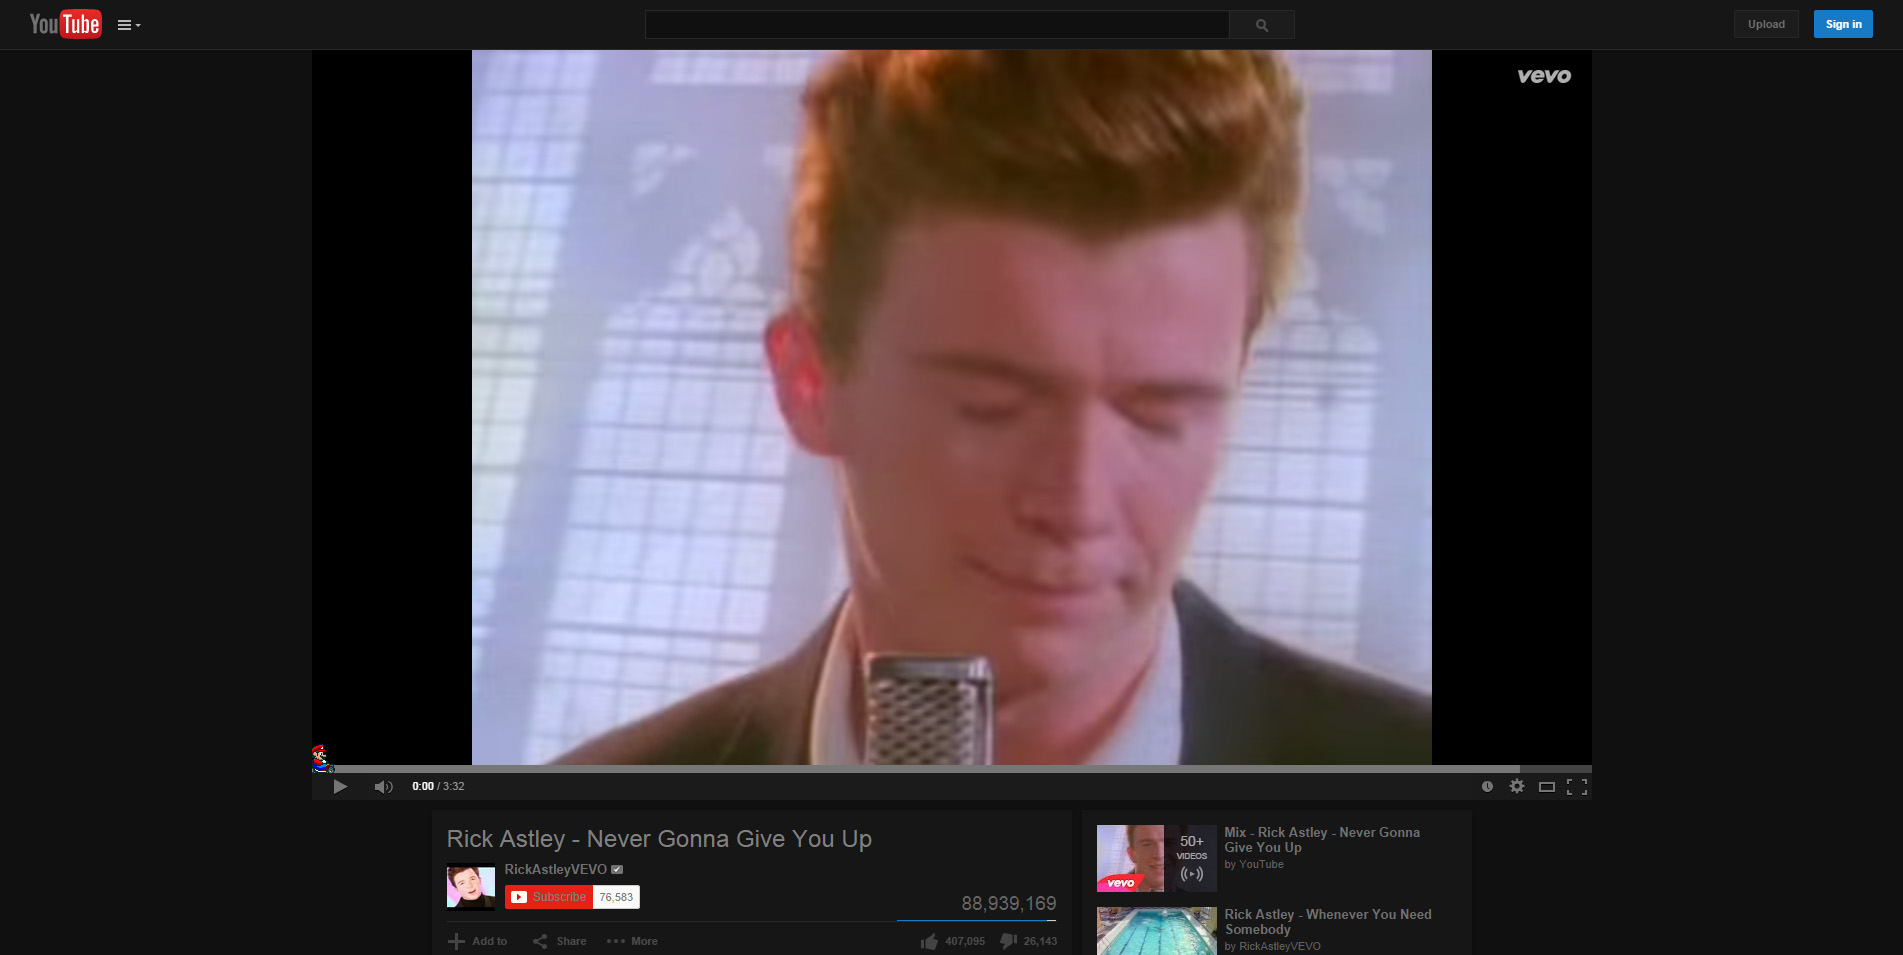 YouTube
Upload
Sign in
vevo
0:00 / 3:32
Rick Astley - Never Gonna Give You Up
RickAstleyVEVO
Subscribe 76,583
88,939,169
Add to Share More
407,095 26,143
50+
VIDEOS
vevo
Mix - Rick Astley - Never Gonna
Give You Up
by YouTube
Rick Astley - Whenever You Need
Somebody
by RickAstleyVEVO